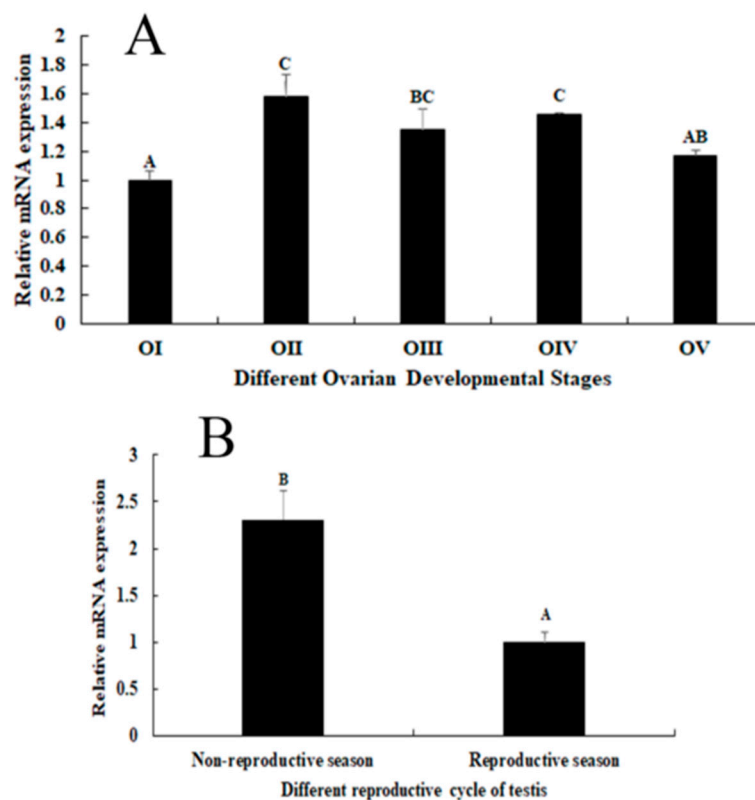 A
Relative mRNA expression
2
1.8
1.6
1.4
1.2
1
0.8
0.6
0.4
0.2
0
A
C
BC
C
AB
OI OII OIII OIV OV
Different Ovarian Developmental Stages
B
Relative mRNA expression
3
2.5
2
1.5
1
0.5
0
B
A
Non-reproductive season Reproductive season
Different reproductive cycle of testis